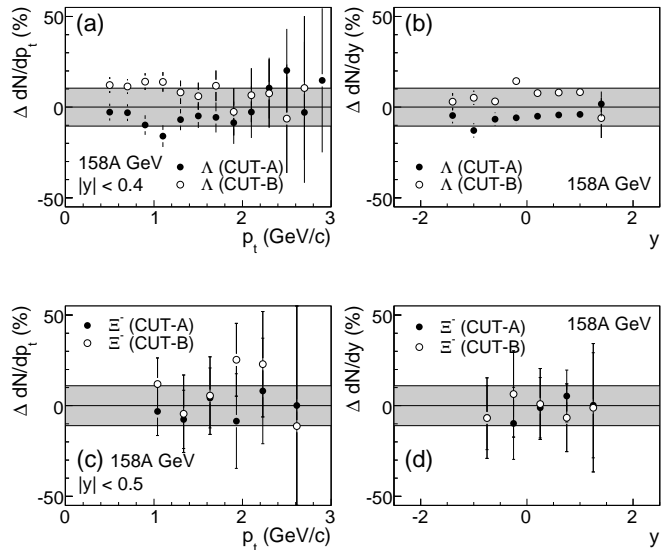 Δ dN/dp_t (%)
50
0
-50
(a)
158A GeV
|y| < 0.4
Λ (CUT-A)
Λ (CUT-B)
0 1 2 3
p_t (GeV/c)
Δ dN/dy (%)
50
0
-50
(b)
Λ (CUT-A)
Λ (CUT-B)
158A GeV
-2 0 2
y
Δ dN/dp_t (%)
50
0
-50
Ξ⁻ (CUT-A)
Ξ⁻ (CUT-B)
(c) 158A GeV
|y| < 0.5
0 1 2 3
p_t (GeV/c)
Δ dN/dy (%)
50
0
-50
Ξ⁻ (CUT-A)
Ξ⁻ (CUT-B)
158A GeV
(d)
-2 0 2
y